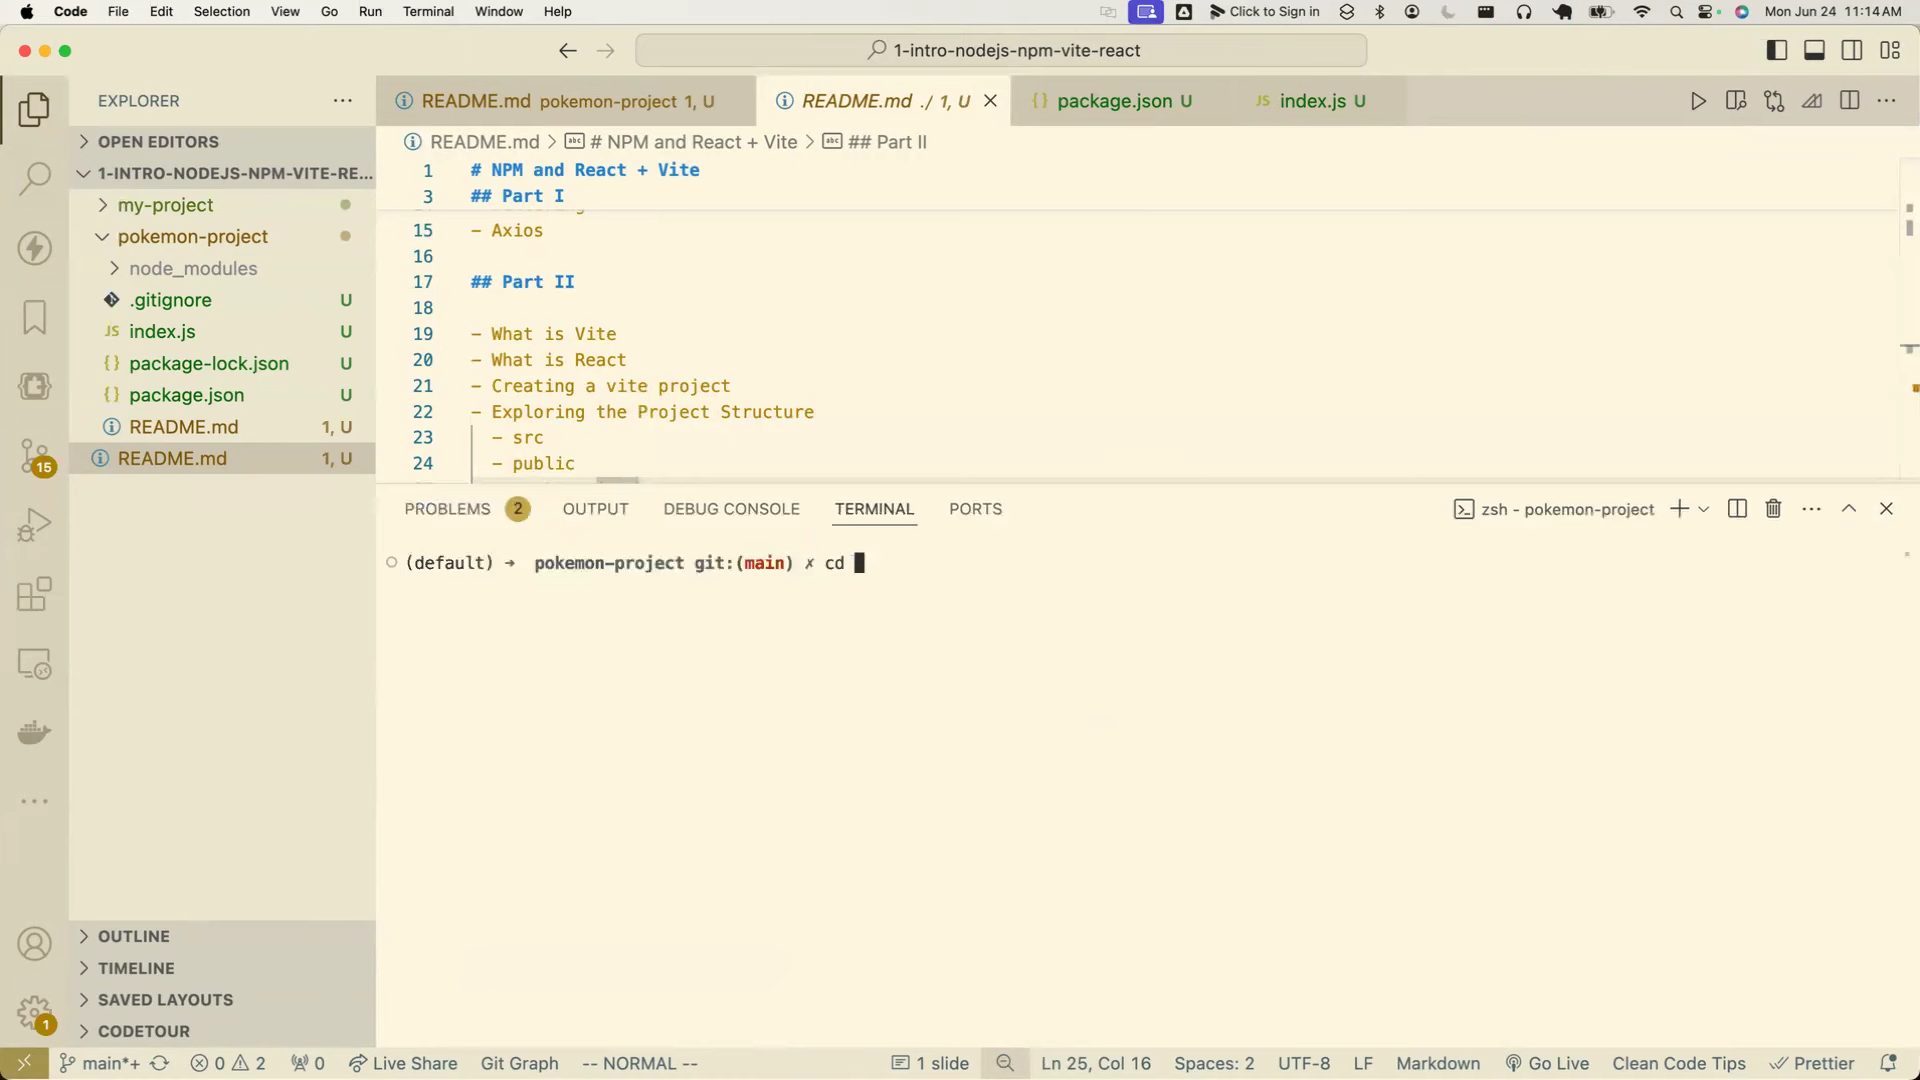 Code File Edit Selection View Go Run Terminal Window Help Click to Sign in Mon Jun 24 11:14 AM
1-intro-nodejs-npm-vite-react
EXPLORER
OPEN EDITORS
1-INTRO-NODEJS-NPM-VITE-RE...
my-project
pokemon-project
node_modules
.gitignore U
JS index.js U
{} package-lock.json U
{} package.json U
README.md 1, U
README.md 1, U
OUTLINE
TIMELINE
SAVED LAYOUTS
CODETOUR
15
1
README.md pokemon-project 1, U README.md ./ 1, U {} package.json U JS index.js U
README.md > abc # NPM and React + Vite > abc ## Part II
1 # NPM and React + Vite
3 ## Part I
15 - Axios
16
17 ## Part II
18
19 - What is Vite
20 - What is React
21 - Creating a vite project
22 - Exploring the Project Structure
23 - src
24 - public
PROBLEMS 2 OUTPUT DEBUG CONSOLE TERMINAL PORTS zsh - pokemon-project
(default) ➜ pokemon-project git:(main) ✗ cd
main*+ 0 2 0 Live Share Git Graph -- NORMAL -- 1 slide Ln 25, Col 16 Spaces: 2 UTF-8 LF Markdown Go Live Clean Code Tips Prettier